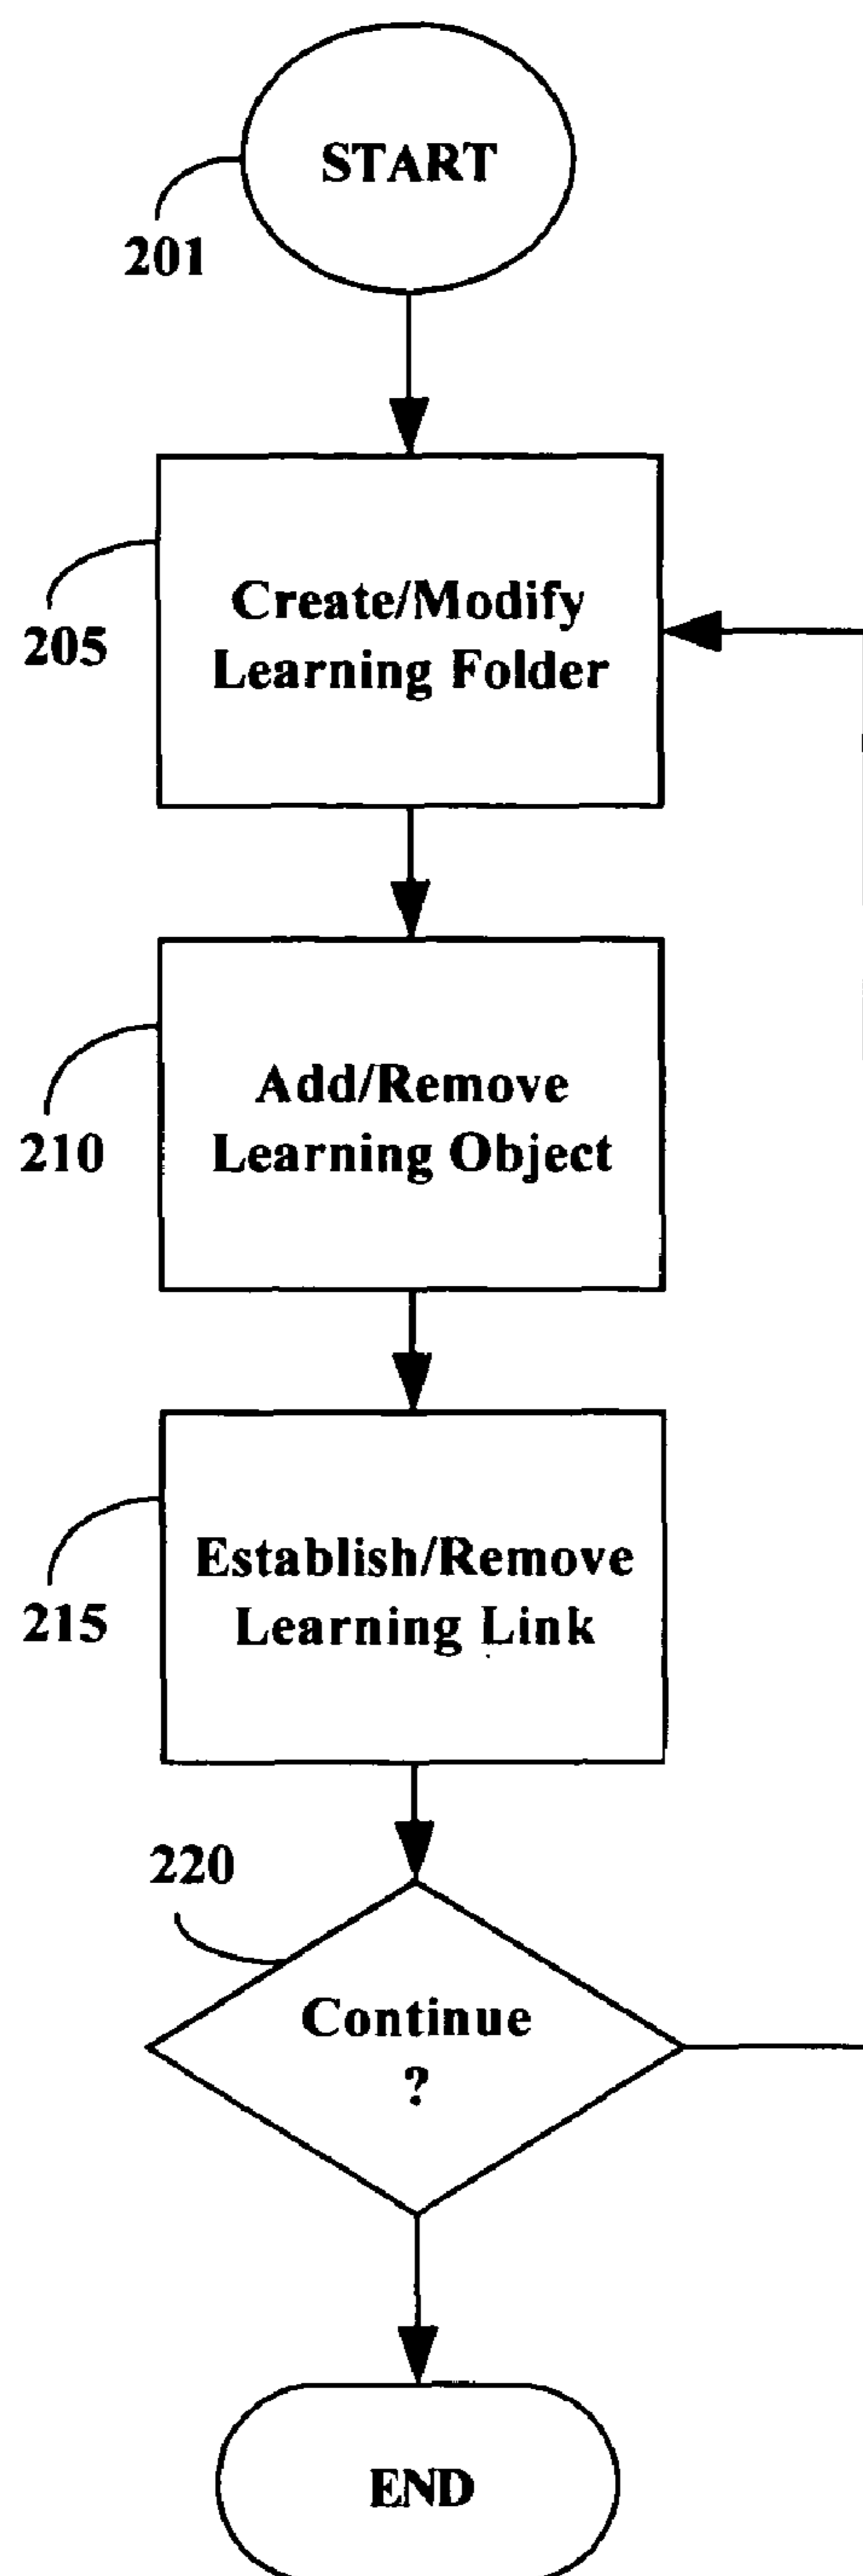 START
201
Create/Modify
Learning Folder
205
Add/Remove
Learning Object
210
Establish/Remove
Learning Link
215
220
Continue
?
END